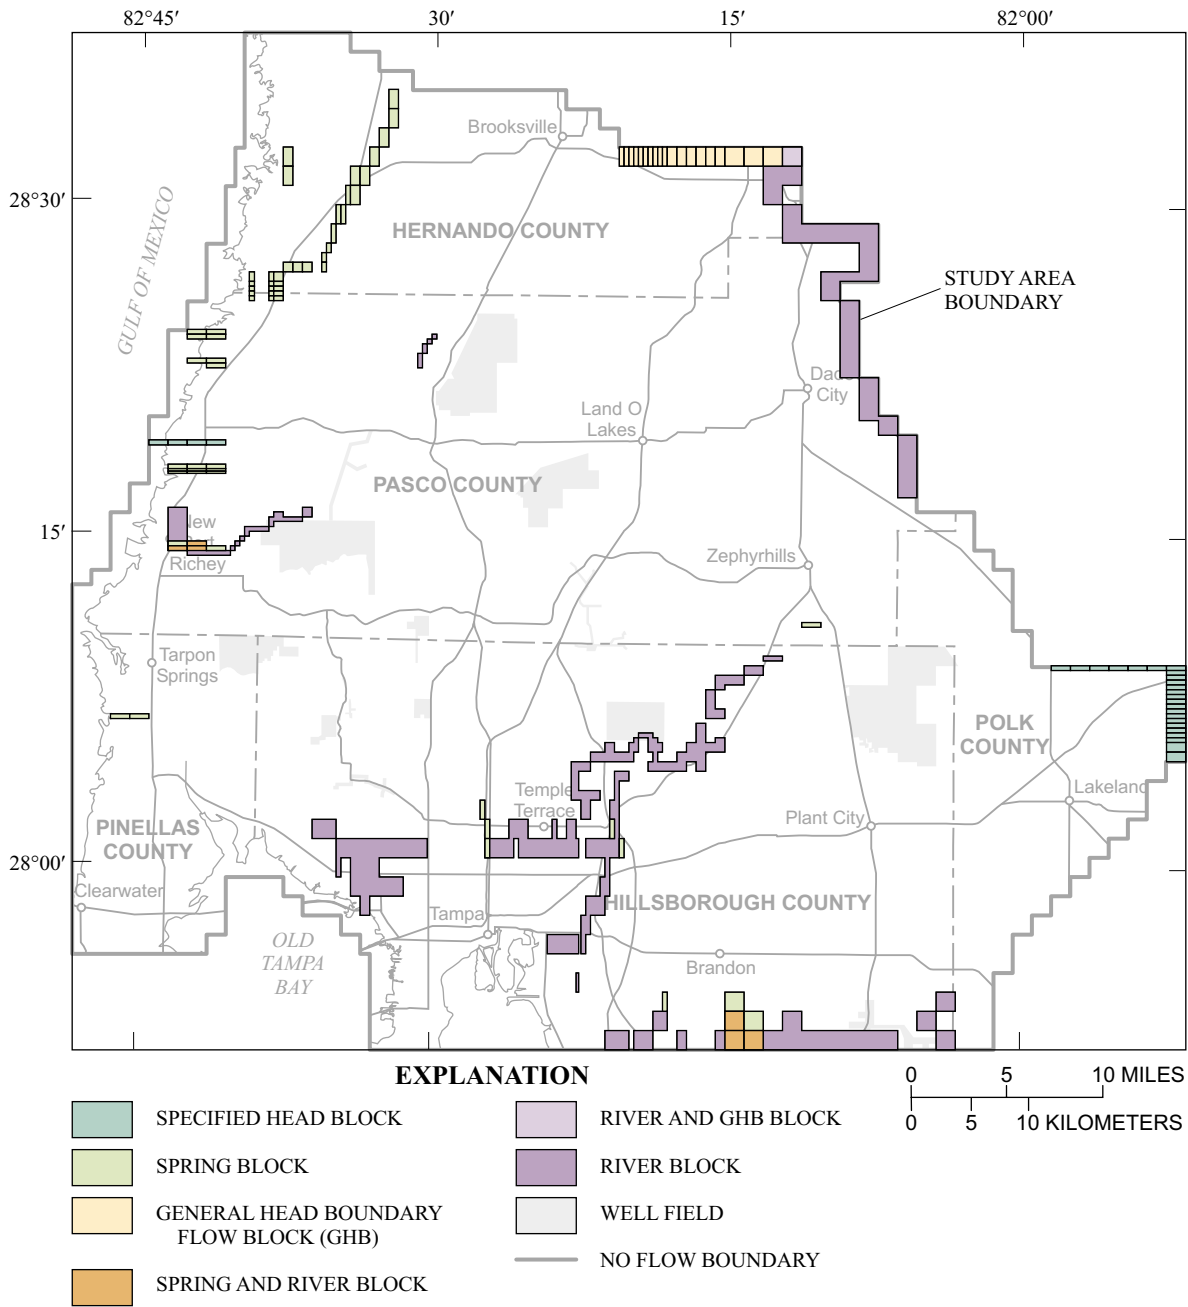 82°45′
30′
15′
82°00′
Brooksville
28°30′
HERNANDO COUNTY
GULF OF MEXICO
STUDY AREA
BOUNDARY
Dade
City
Land O
Lakes
PASCO COUNTY
15′
New
Port
Richey
Zephyrhills
Tarpon
Springs
POLK
COUNTY
Lakeland
Temple
Terrace
Plant City
PINELLAS
COUNTY
28°00′
Clearwater
HILLSBOROUGH COUNTY
Tampa
OLD
TAMPA
BAY
Brandon
EXPLANATION
0 5 10 MILES
0 5 10 KILOMETERS
SPECIFIED HEAD BLOCK
SPRING BLOCK
GENERAL HEAD BOUNDARY
FLOW BLOCK (GHB)
SPRING AND RIVER BLOCK
RIVER AND GHB BLOCK
RIVER BLOCK
WELL FIELD
NO FLOW BOUNDARY